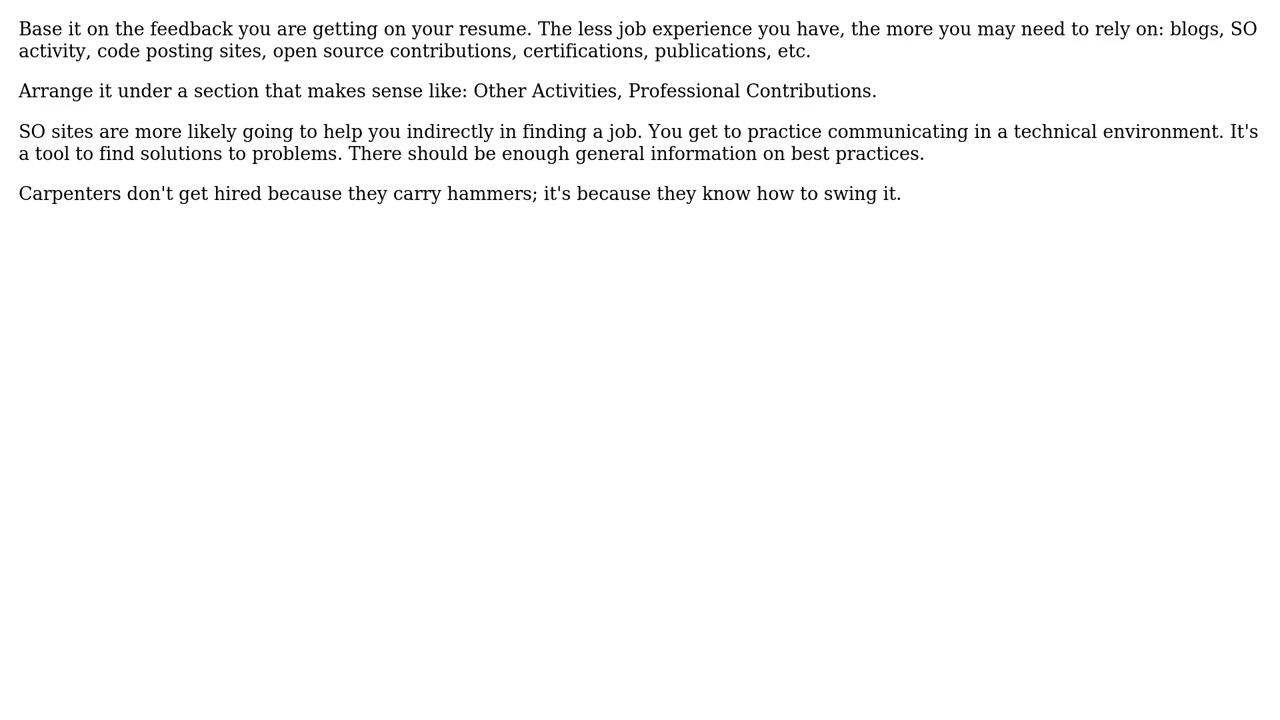 Base it on the feedback you are getting on your resume. The less job experience you have, the more you may need to rely on: blogs, SO
activity, code posting sites, open source contributions, certifications, publications, etc.
Arrange it under a section that makes sense like: Other Activities, Professional Contributions.
SO sites are more likely going to help you indirectly in finding a job. You get to practice communicating in a technical environment. It's
a tool to find solutions to problems. There should be enough general information on best practices.
Carpenters don't get hired because they carry hammers; it's because they know how to swing it.